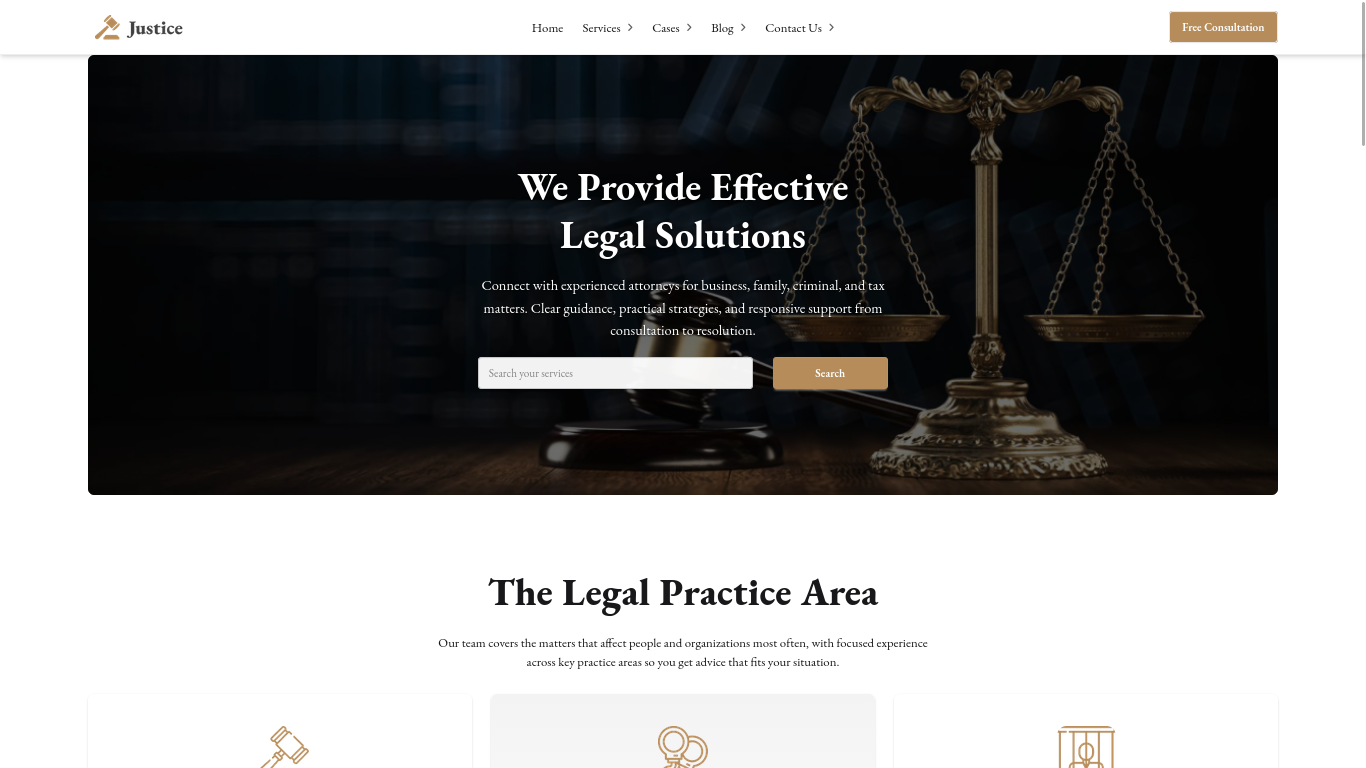 Justice
Home
Services
Cases
Blog
Contact Us
Free Consultation
We Provide Effective
Legal Solutions
Connect with experienced attorneys for business, family, criminal, and tax
matters. Clear guidance, practical strategies, and responsive support from
consultation to resolution.
Search your services
Search
The Legal Practice Area
Our team covers the matters that affect people and organizations most often, with focused experience
across key practice areas so you get advice that fits your situation.